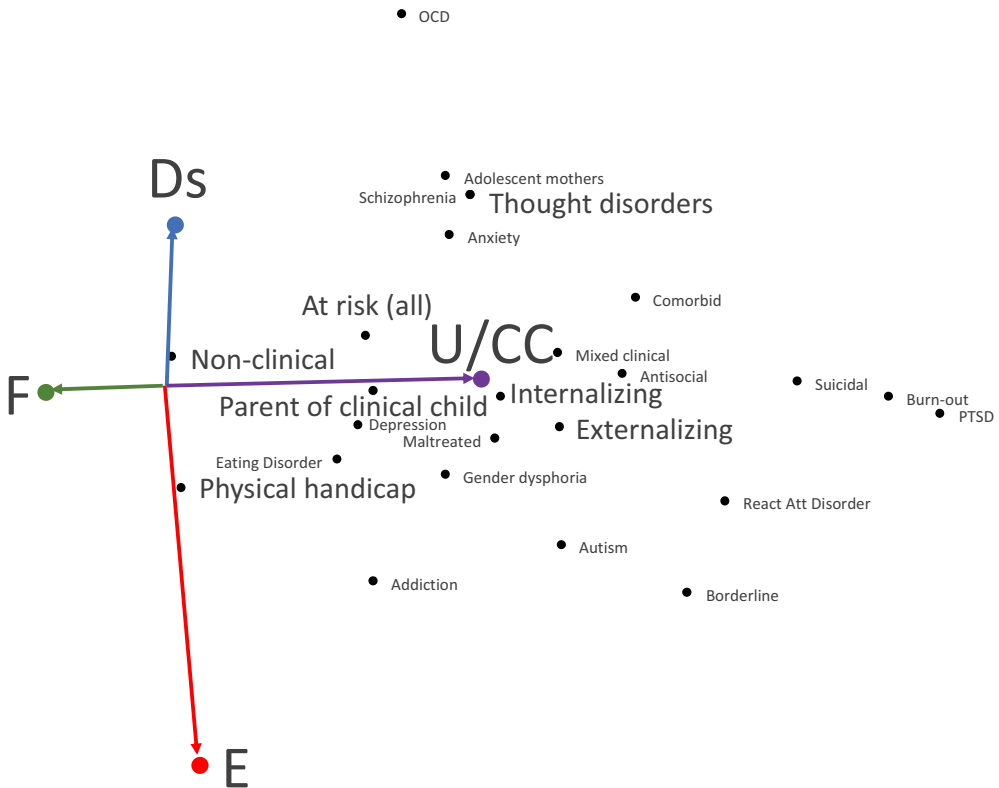 OCD
Ds
Adolescent mothers
Schizophrenia
Thought disorders
Anxiety
At risk (all)
Comorbid
U/CC
Non-clinical
Mixed clinical
Antisocial
Suicidal
F
Internalizing
Burn-out
Parent of clinical child
PTSD
Depression
Externalizing
Maltreated
Eating Disorder
Gender dysphoria
Physical handicap
React Att Disorder
Autism
Addiction
Borderline
E